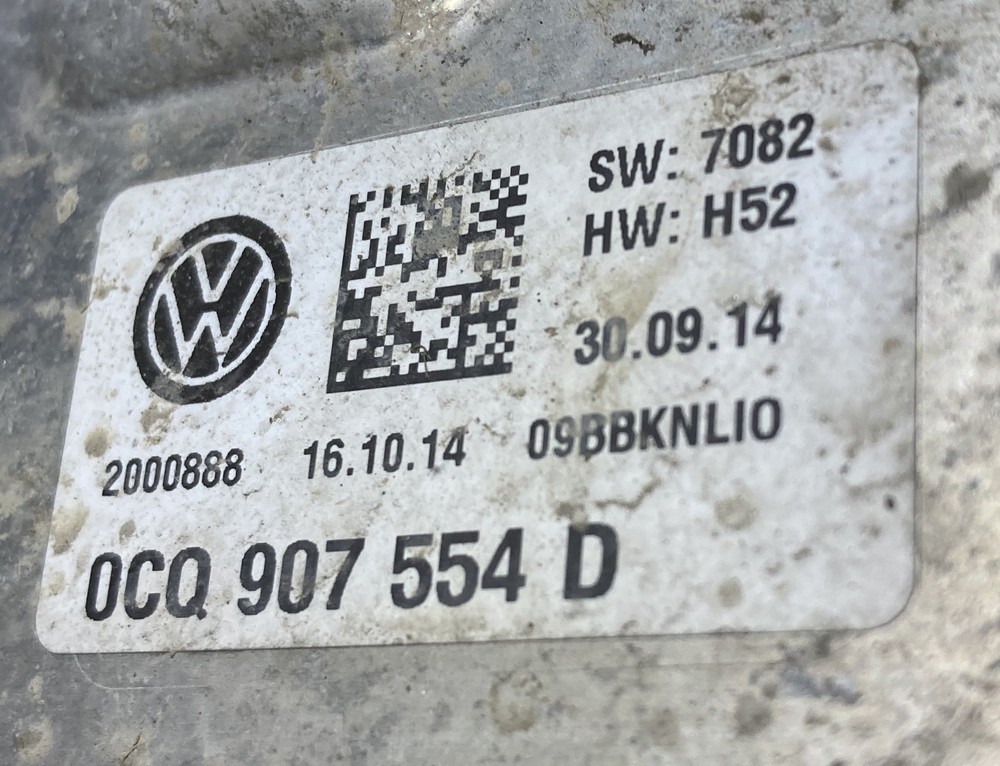 SW: 7082
HW: H52
30.09.14
2000888 16.10.14 09BBKNLIO
0CQ 907 554 D